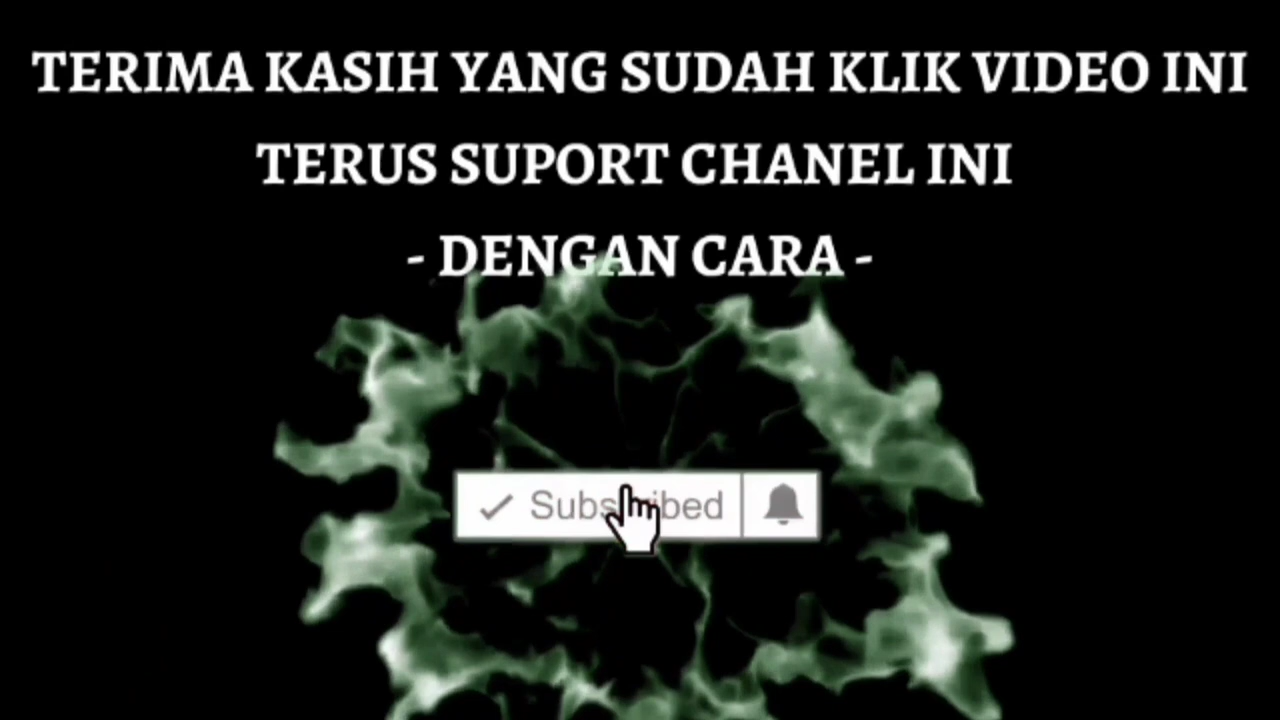 TERIMA KASIH YANG SUDAH KLIK VIDEO INI
TERUS SUPORT CHANEL INI
- DENGAN CARA -
Subscribed